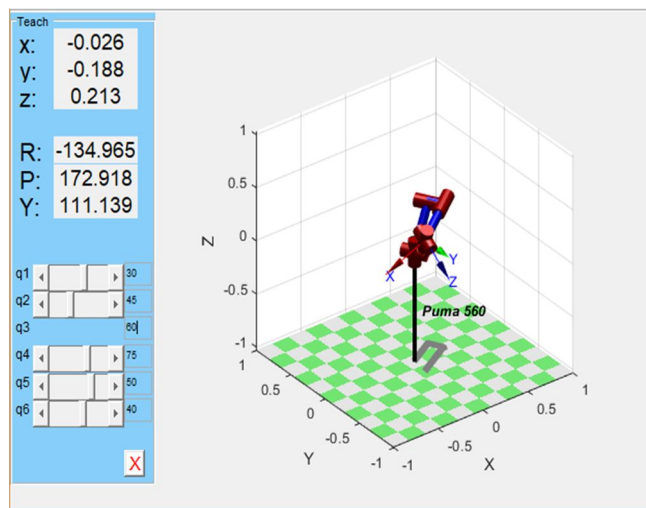 Teach
x: -0.026
y: -0.188
z: 0.213
R: -134.965
P: 172.918
Y: 111.139
q1 30
q2 45
q3 60
q4 75
q5 50
q6 40
X
1
0.5
0
-0.5
-1
Z
X
Y
Z
Puma 560
1
0.5
0
-0.5
-1
Y
-1
-0.5
0
0.5
1
X